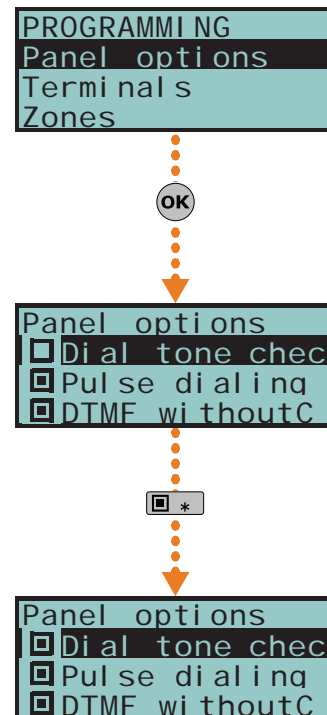 PROGRAMMING
Panel options
Terminals
Zones
OK
Panel options
Dial tone chec
Pulse dialing
DTMF withoutC
*
Panel options
Dial tone chec
Pulse dialing
DTMF withoutC